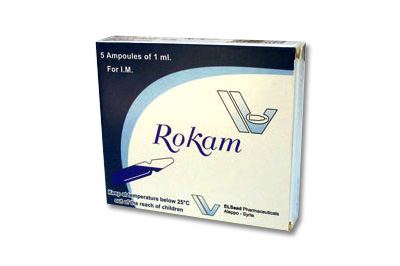 5 Ampoules of 1 ml.
For I.M.
Rokam
Keep at temperature below 25°C
out of the reach of children
ELSaad Pharmaceuticals
Aleppo - Syria